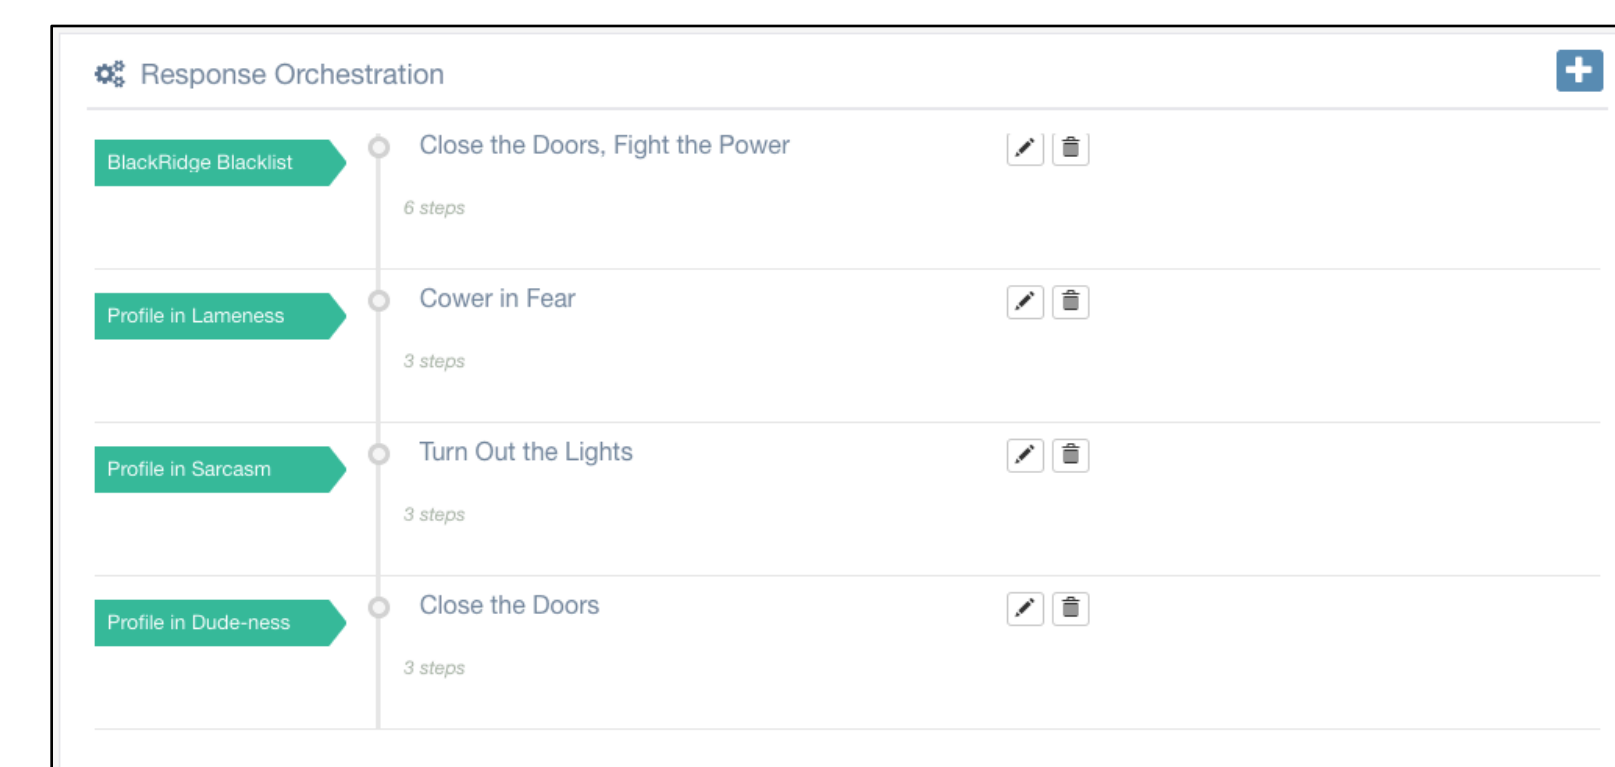 Response Orchestration
BlackRidge Blacklist
Close the Doors, Fight the Power
6 steps
Profile in Lameness
Cower in Fear
3 steps
Profile in Sarcasm
Turn Out the Lights
3 steps
Profile in Dude-ness
Close the Doors
3 steps